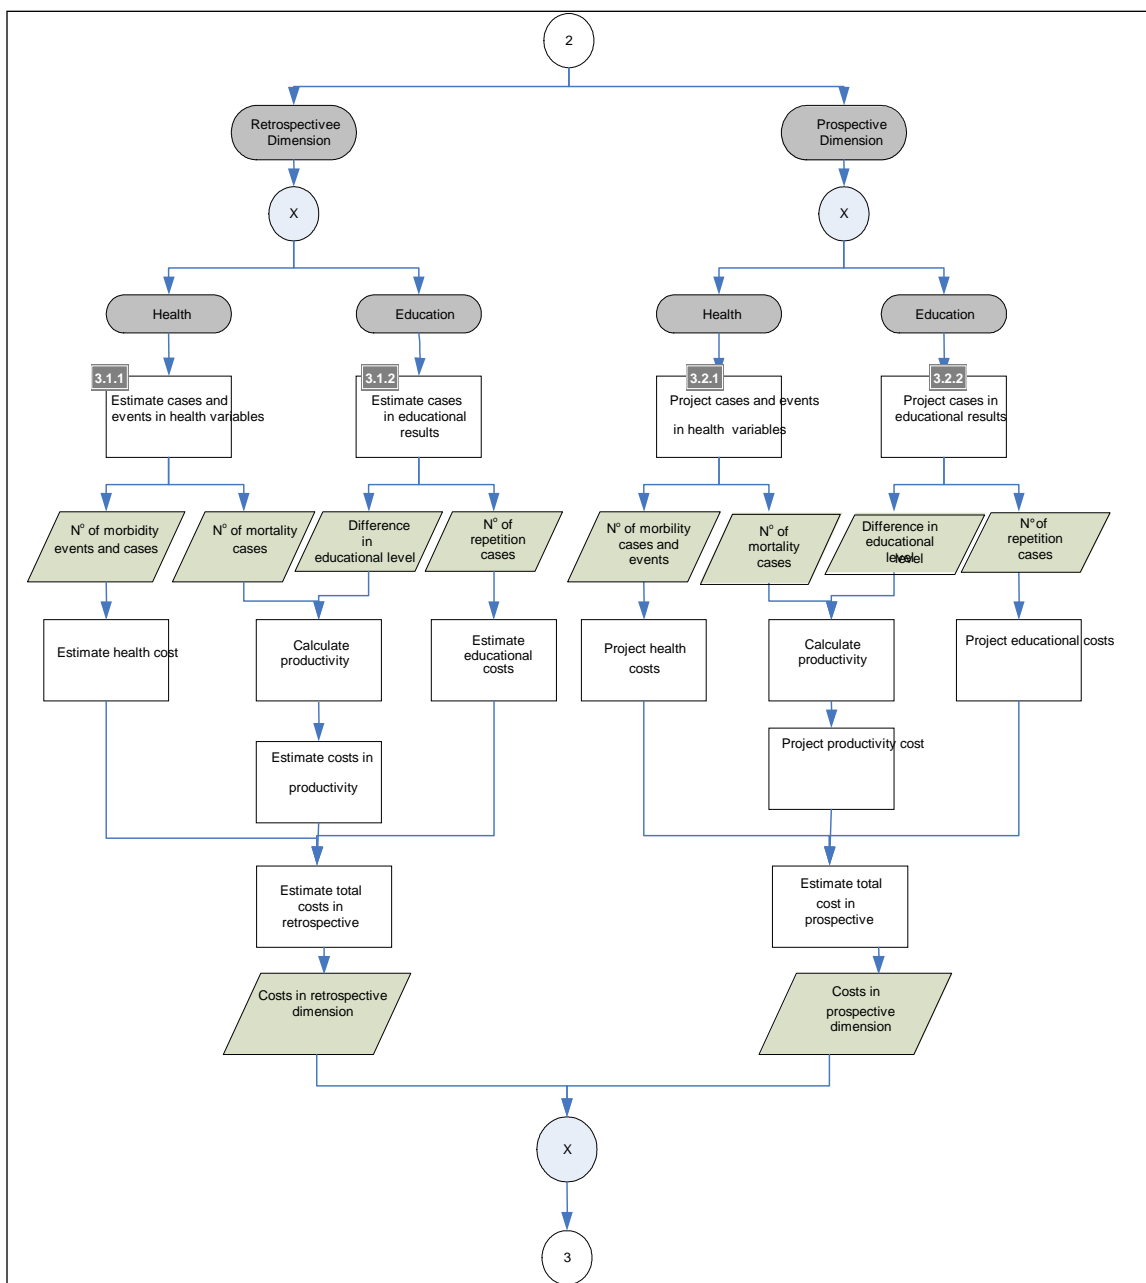 2
Retrospectivee
Dimension
Prospective
Dimension
X
X
Health
Education
Health
Education
3.1.1
Estimate cases and
events in health variables
3.1.2
Estimate cases
in educational
results
3.2.1
Project cases and events
in health variables
3.2.2
Project cases in
educational results
N° of morbidity
events and cases
N° of mortality
cases
Difference
in
educational level
N° of
repetition
cases
N° of morbility
cases and
events
N° of
mortality
cases
Difference in
educational
level
level
N° of
repetition
cases
Estimate health cost
Calculate
productivity
Estimate
educational
costs
Project health
costs
Calculate
productivity
Project educational costs
Estimate costs in
productivity
Project productivity cost
Estimate total
costs in
retrospective
Estimate total
cost in
prospective
Costs in retrospective
dimension
Costs in
prospective
dimension
X
3